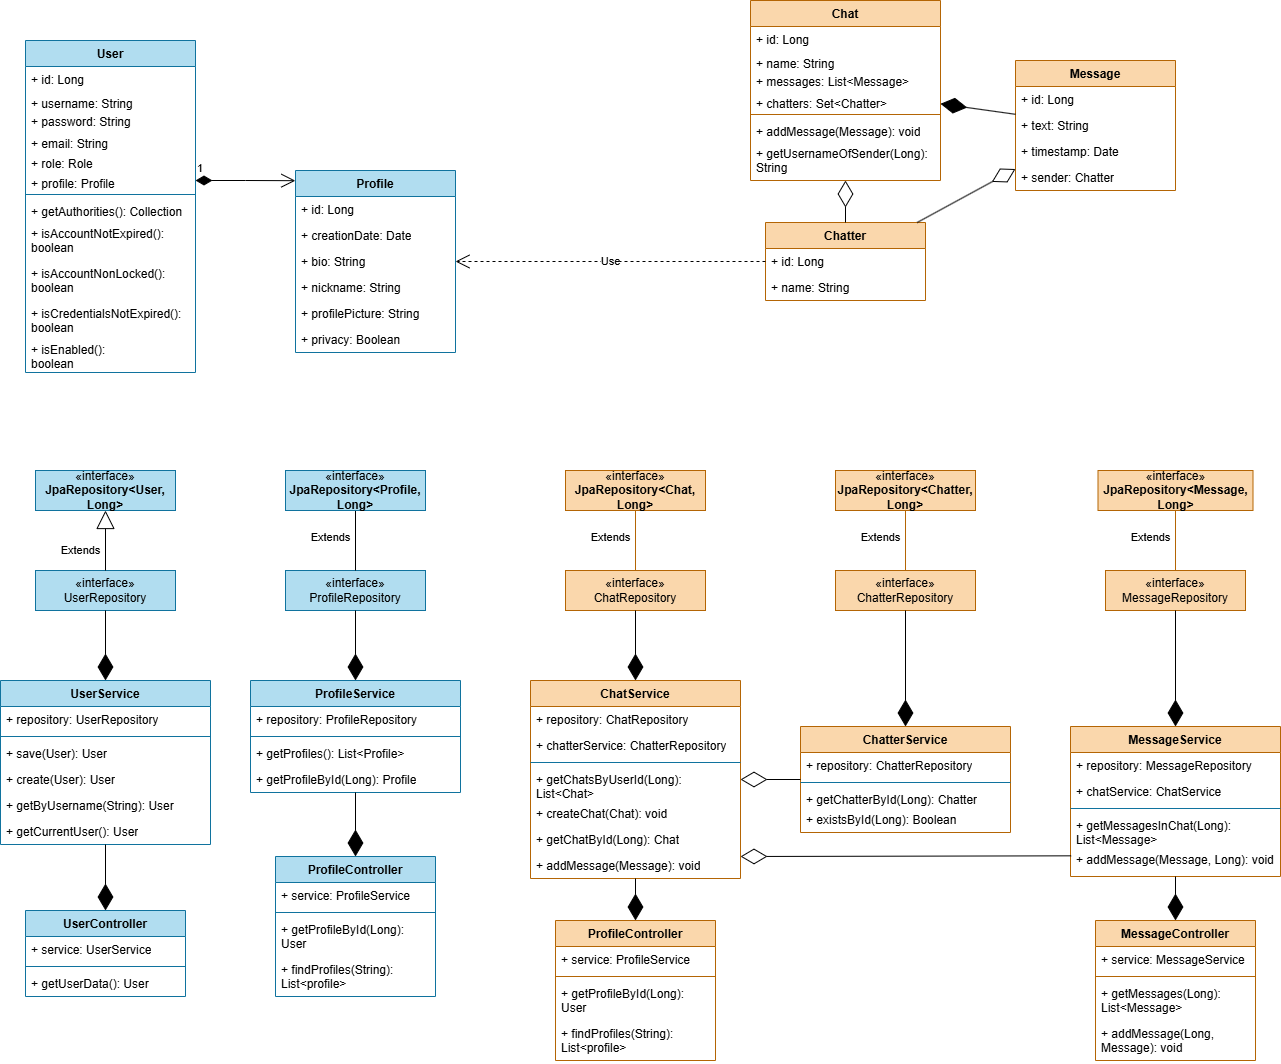 User
+ id: Long
+ username: String
+ password: String
+ email: String
+ role: Role
+ profile: Profile
+ getAuthorities(): Collection
+ isAccountNotExpired():
boolean
+ isAccountNonLocked():
boolean
+ isCredentialsNotExpired():
boolean
+ isEnabled():
boolean
1
Profile
+ id: Long
+ creationDate: Date
+ bio: String
+ nickname: String
+ profilePicture: String
+ privacy: Boolean
Use
Chat
+ id: Long
+ name: String
+ messages: List<Message>
+ chatters: Set<Chatter>
+ addMessage(Message): void
+ getUsernameOfSender(Long):
String
Message
+ id: Long
+ text: String
+ timestamp: Date
+ sender: Chatter
Chatter
+ id: Long
+ name: String
«interface»
JpaRepository<User,
Long>
Extends
«interface»
UserRepository
UserService
+ repository: UserRepository
+ save(User): User
+ create(User): User
+ getByUsername(String): User
+ getCurrentUser(): User
UserController
+ service: UserService
+ getUserData(): User
«interface»
JpaRepository<Profile,
Long>
Extends
«interface»
ProfileRepository
ProfileService
+ repository: ProfileRepository
+ getProfiles(): List<Profile>
+ getProfileById(Long): Profile
ProfileController
+ service: ProfileService
+ getProfileById(Long):
User
+ findProfiles(String):
List<profile>
«interface»
JpaRepository<Chat,
Long>
Extends
«interface»
ChatRepository
ChatService
+ repository: ChatRepository
+ chatterService: ChatterRepository
+ getChatsByUserId(Long):
List<Chat>
+ createChat(Chat): void
+ getChatById(Long): Chat
+ addMessage(Message): void
ProfileController
+ service: ProfileService
+ getProfileById(Long):
User
+ findProfiles(String):
List<profile>
«interface»
JpaRepository<Chatter,
Long>
Extends
«interface»
ChatterRepository
ChatterService
+ repository: ChatterRepository
+ getChatterById(Long): Chatter
+ existsById(Long): Boolean
«interface»
JpaRepository<Message,
Long>
Extends
«interface»
MessageRepository
MessageService
+ repository: MessageRepository
+ chatService: ChatService
+ getMessagesInChat(Long):
List<Message>
+ addMessage(Message, Long): void
MessageController
+ service: MessageService
+ getMessages(Long):
List<Message>
+ addMessage(Long,
Message): void